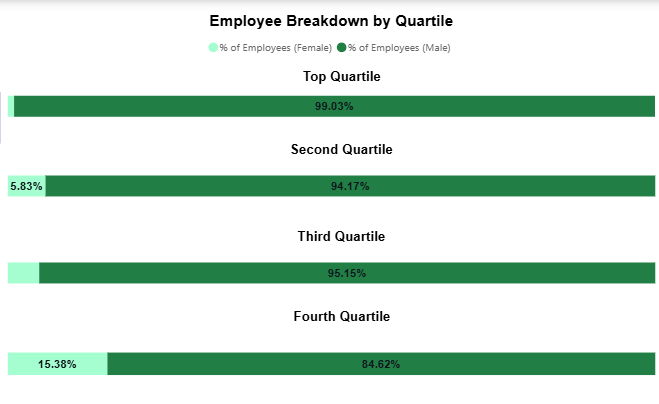 Employee Breakdown by Quartile
% of Employees (Female) % of Employees (Male)
Top Quartile
99.03%
Second Quartile
5.83% 94.17%
Third Quartile
95.15%
Fourth Quartile
15.38% 84.62%